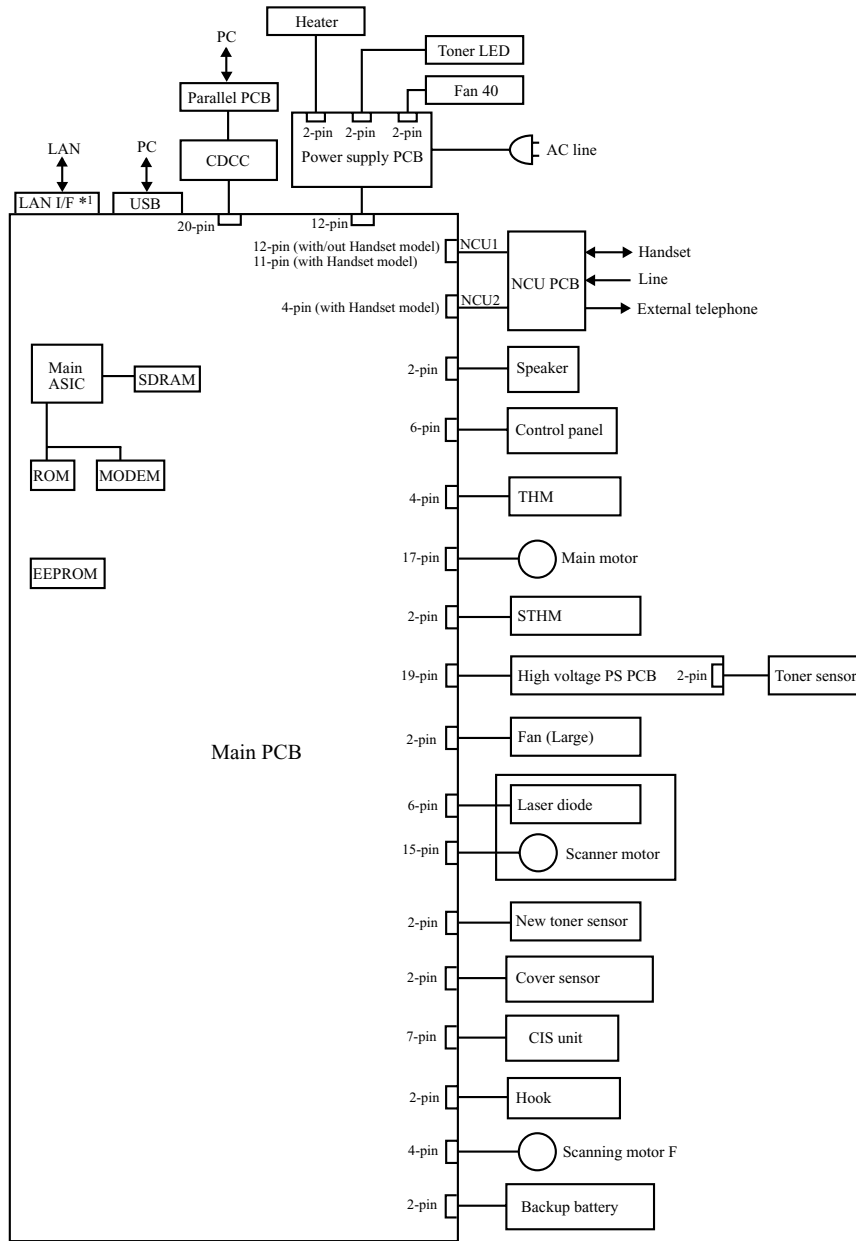 Heater
PC
Toner LED
Parallel PCB
Fan 40
2-pin
2-pin
2-pin
LAN
PC
CDCC
Power supply PCB
AC line
LAN I/F *1
USB
20-pin
12-pin
12-pin (with/out Handset model)
11-pin (with Handset model)
NCU1
NCU PCB
Handset
Line
4-pin (with Handset model)
NCU2
External telephone
Main
ASIC
SDRAM
2-pin
Speaker
6-pin
Control panel
ROM
MODEM
4-pin
THM
17-pin
Main motor
EEPROM
2-pin
STHM
19-pin
High voltage PS PCB
2-pin
Toner sensor
Main PCB
2-pin
Fan (Large)
6-pin
Laser diode
15-pin
Scanner motor
2-pin
New toner sensor
2-pin
Cover sensor
7-pin
CIS unit
2-pin
Hook
4-pin
Scanning motor F
2-pin
Backup battery